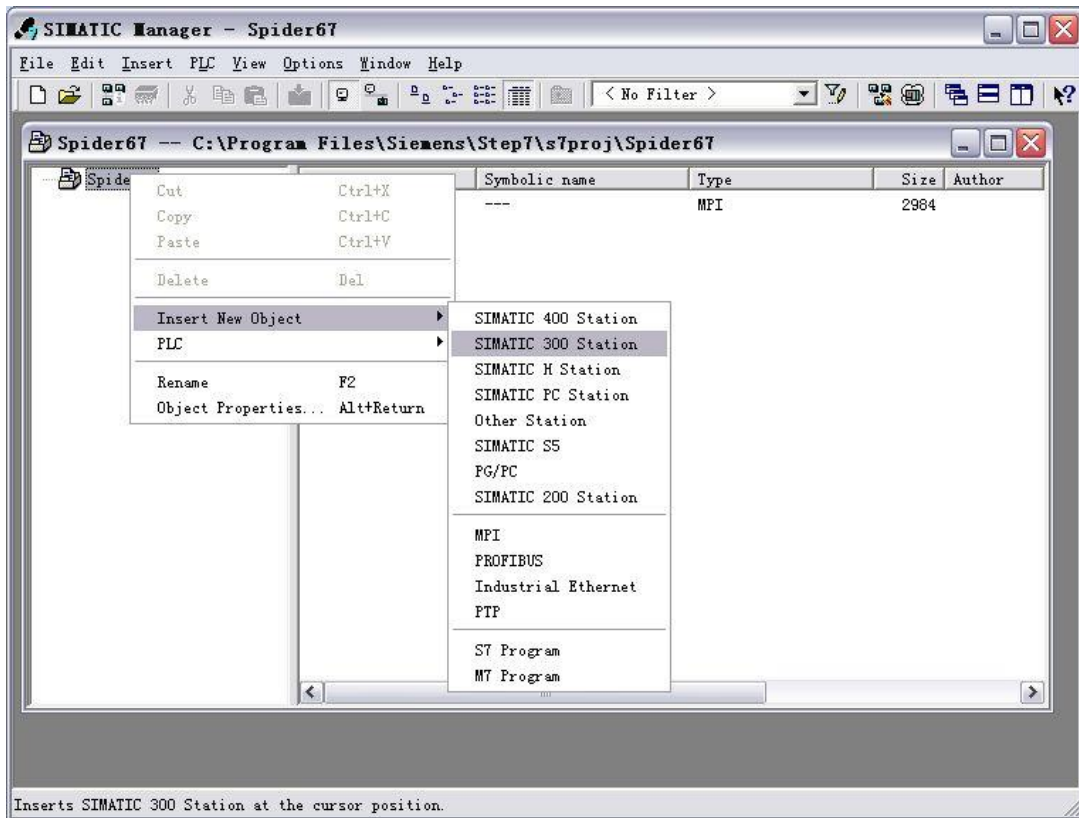 SIMATIC Manager - Spider67
File Edit Insert PLC View Options Window Help
< No Filter >
Spider67 -- C:\Program Files\Siemens\Step7\s7proj\Spider67
Spide
Symbolic name Type Size Author
--- MPI 2984
Cut Ctrl+X
Copy Ctrl+C
Paste Ctrl+V
Delete Del
Insert New Object
PLC
Rename F2
Object Properties... Alt+Return
SIMATIC 400 Station
SIMATIC 300 Station
SIMATIC H Station
SIMATIC PC Station
Other Station
SIMATIC S5
PG/PC
SIMATIC 200 Station
MPI
PROFIBUS
Industrial Ethernet
PTP
S7 Program
M7 Program
Inserts SIMATIC 300 Station at the cursor position.